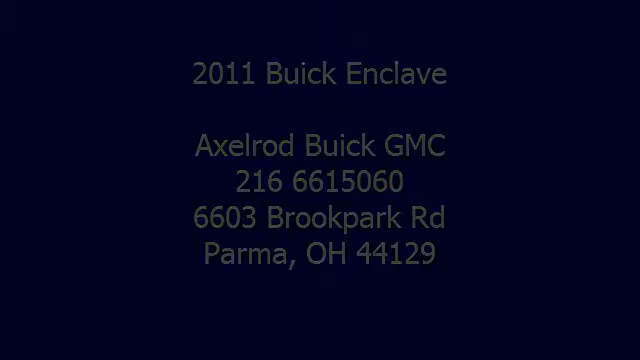 2011 Buick Enclave
Axelrod Buick GMC
216 6615060
6603 Brookpark Rd
Parma, OH 44129